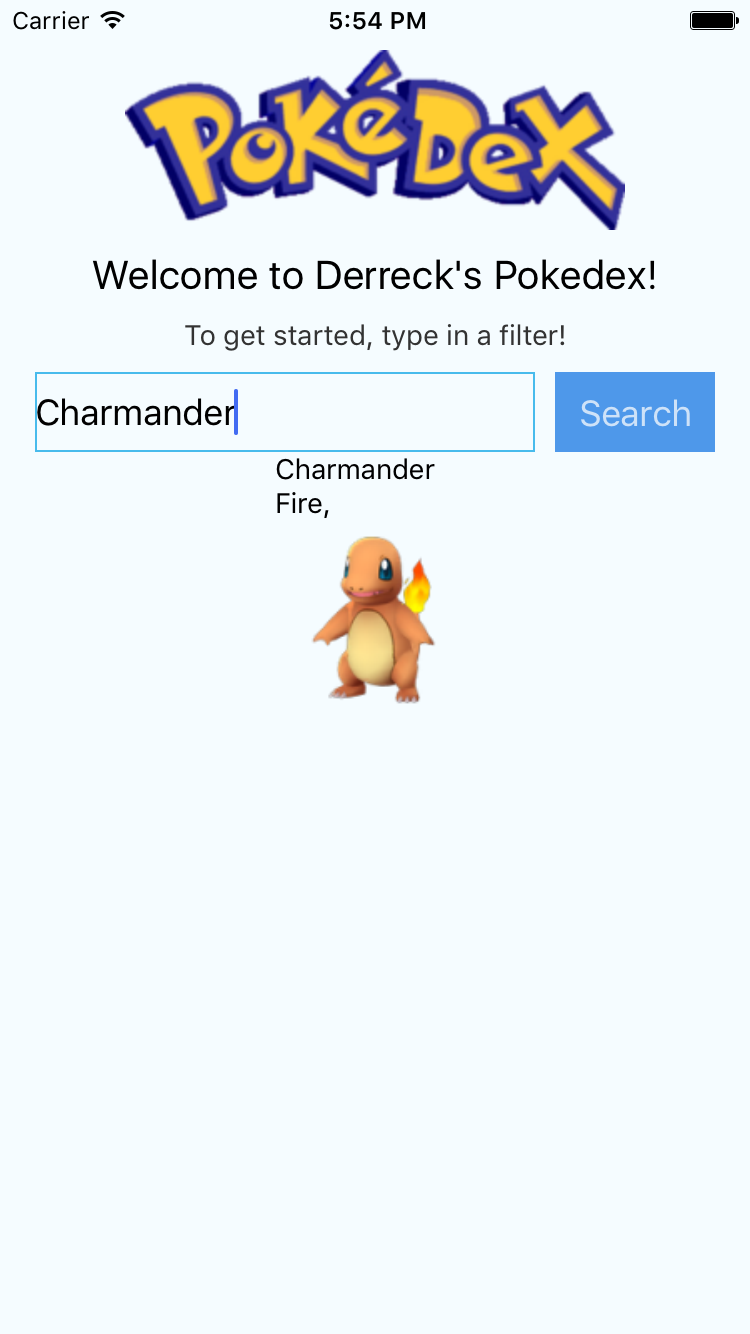 Carrier 5:54 PM
PokéDex
Welcome to Derreck's Pokedex!
To get started, type in a filter!
Charmander Search
Charmander
Fire,